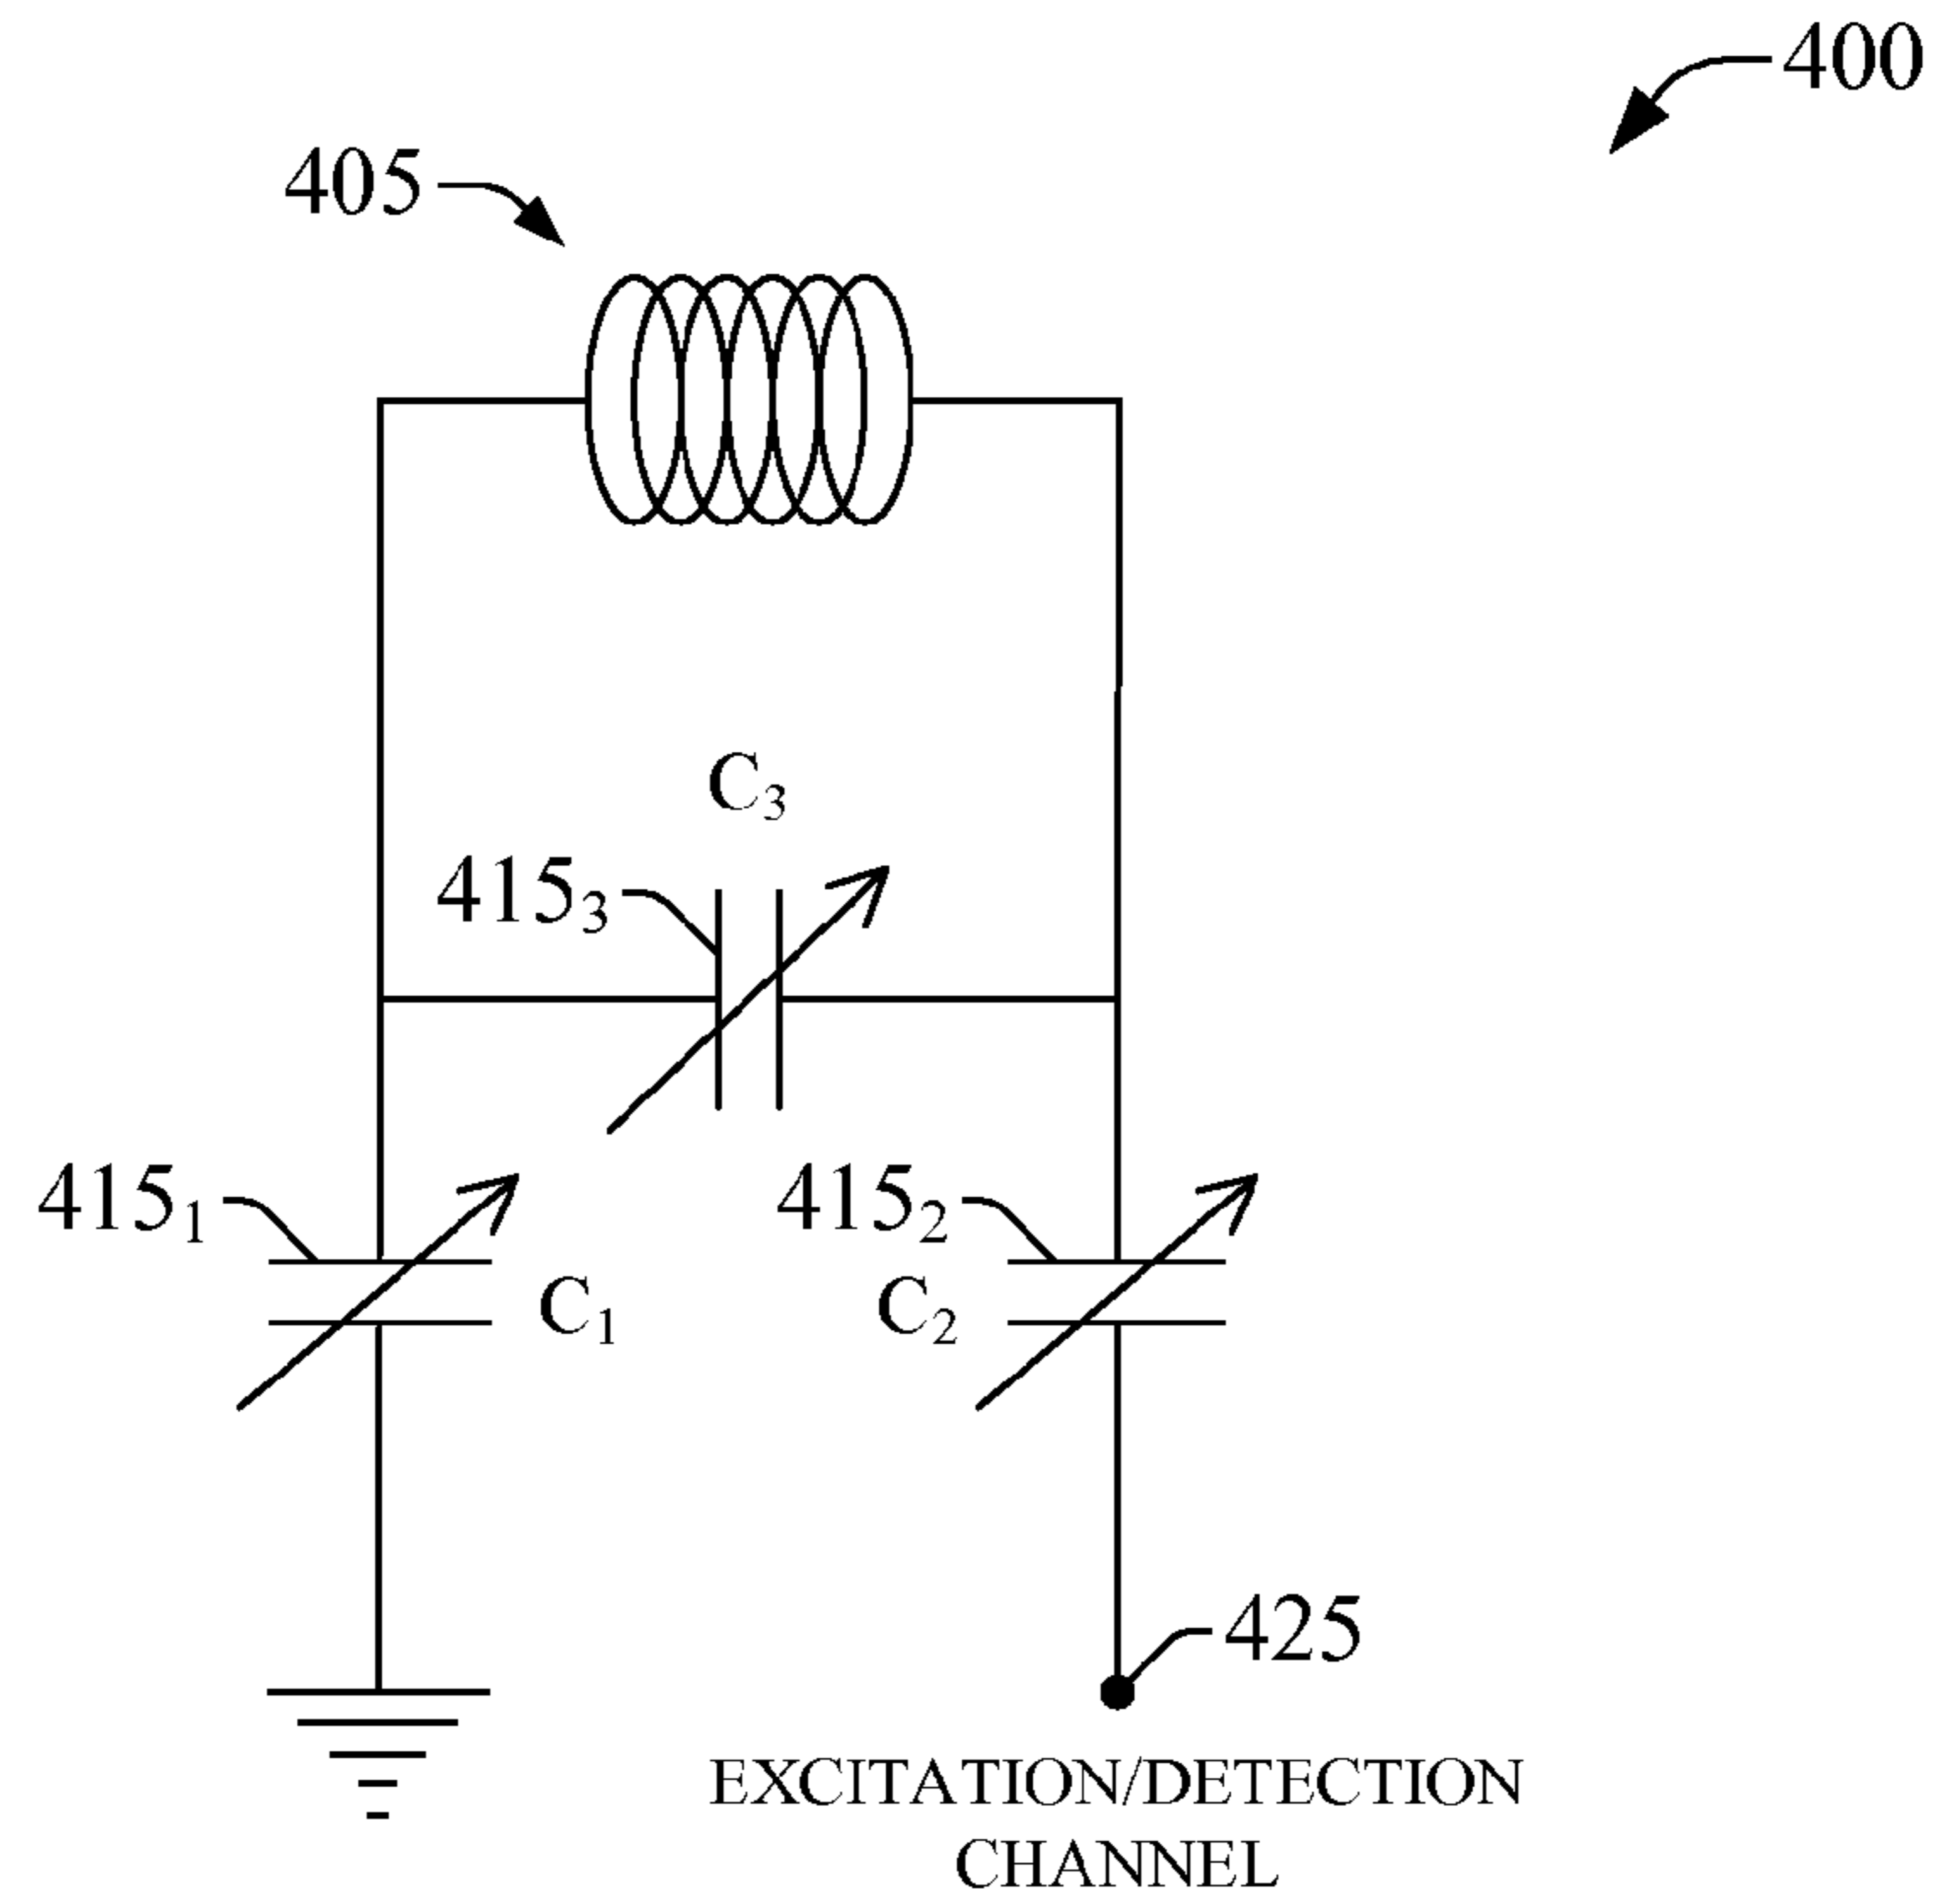 400
405
C₃
415₃
415₁
415₂
C₁
C₂
425
EXCITATION/DETECTION
CHANNEL